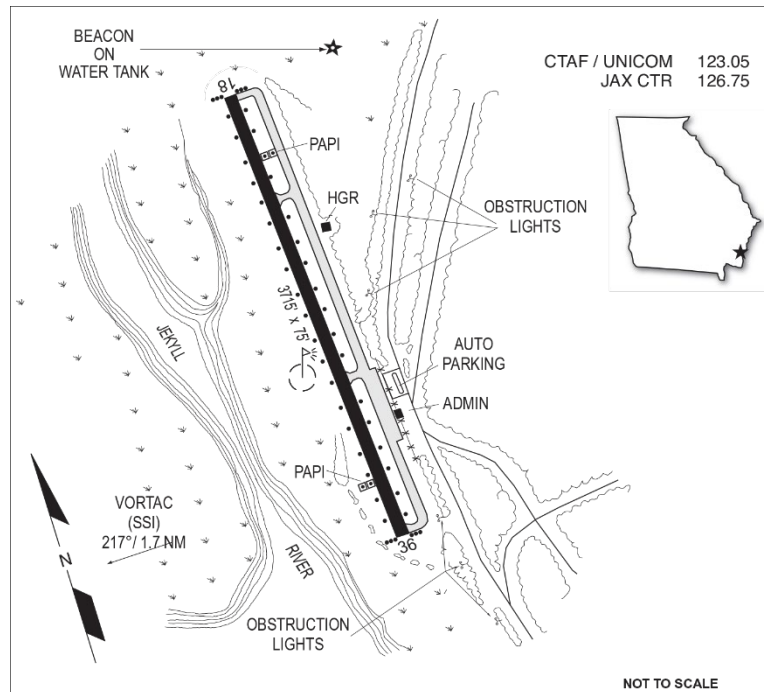 BEACON
ON
WATER TANK
CTAF / UNICOM 123.05
JAX CTR 126.75
18
PAPI
HGR
OBSTRUCTION
LIGHTS
3715' x 75'
JEKYLL
AUTO
PARKING
ADMIN
PAPI
VORTAC
(SSI)
217°/ 1.7 NM
N
36
RIVER
OBSTRUCTION
LIGHTS
NOT TO SCALE